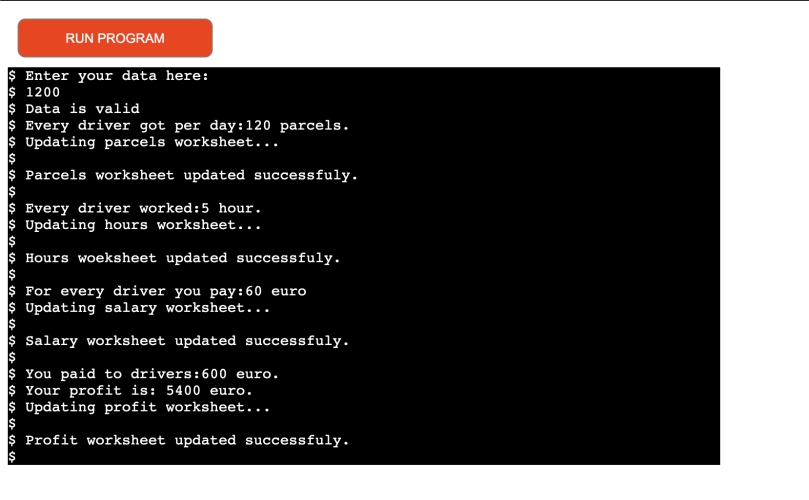 RUN PROGRAM
$ Enter your data here:
$ 1200
$ Data is valid
$ Every driver got per day:120 parcels.
$ Updating parcels worksheet...
$
$ Parcels worksheet updated successfuly.
$
$ Every driver worked:5 hour.
$ Updating hours worksheet...
$
$ Hours woeksheet updated successfuly.
$
$ For every driver you pay:60 euro
$ Updating salary worksheet...
$
$ Salary worksheet updated successfuly.
$
$ You paid to drivers:600 euro.
$ Your profit is: 5400 euro.
$ Updating profit worksheet...
$
$ Profit worksheet updated successfuly.
$